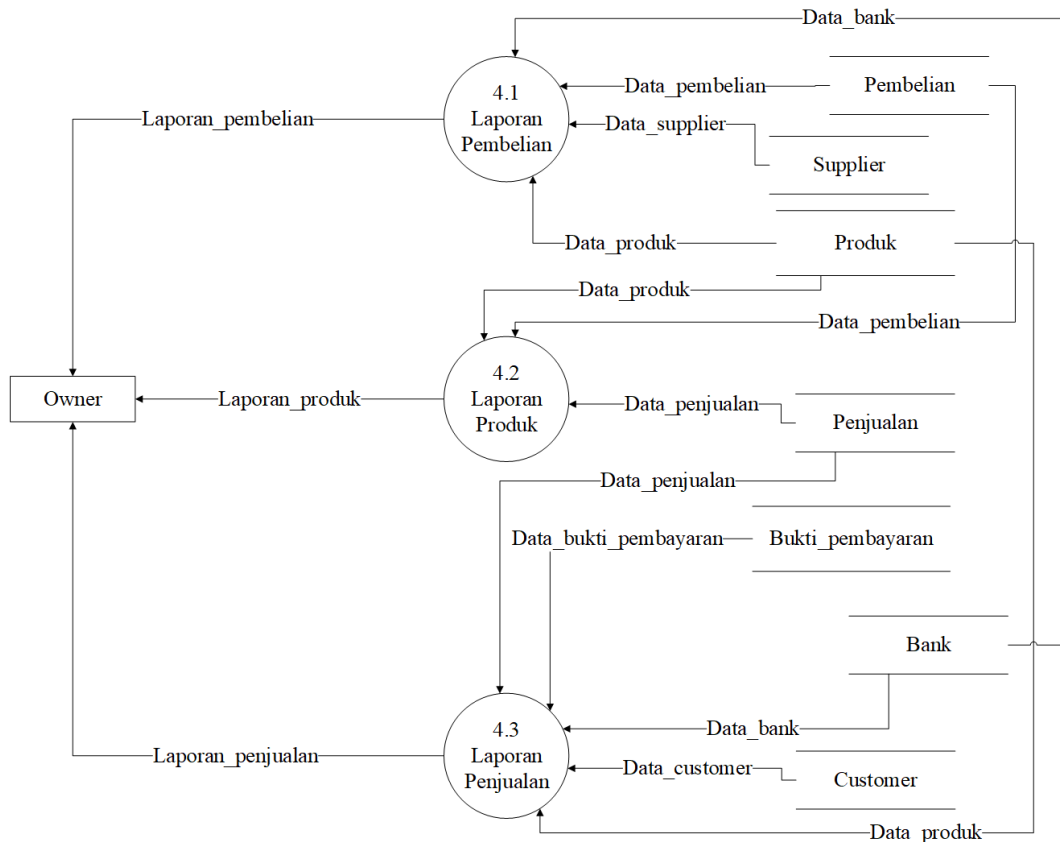 Data_bank
4.1
Laporan
Pembelian
Data_pembelian
Pembelian
Laporan_pembelian
Data_supplier
Supplier
Data_produk
Produk
Data_produk
Data_pembelian
4.2
Laporan
Produk
Owner
Laporan_produk
Data_penjualan
Penjualan
Data_penjualan
Data_bukti_pembayaran
Bukti_pembayaran
Bank
4.3
Laporan
Penjualan
Data_bank
Laporan_penjualan
Data_customer
Customer
Data_produk